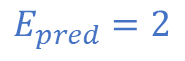 E_pred = 2